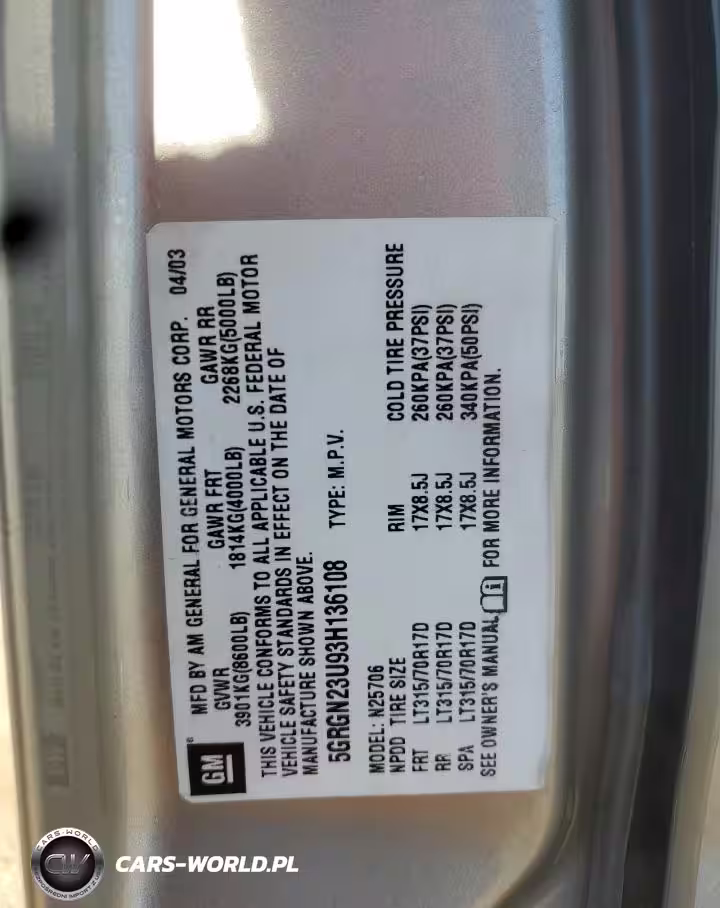 GM
MFD BY AM GENERAL FOR GENERAL MOTORS CORP. 04/03
GVWR GAWR FRT GAWR RR
3901KG(8600LB) 1814KG(4000LB) 2268KG(5000LB)
THIS VEHICLE CONFORMS TO ALL APPLICABLE U.S. FEDERAL MOTOR
VEHICLE SAFETY STANDARDS IN EFFECT ON THE DATE OF
MANUFACTURE SHOWN ABOVE.
5GRGN23U93H136108 TYPE: M.P.V.
MODEL: N25706
NPDD TIRE SIZE RIM COLD TIRE PRESSURE
FRT LT315/70R17D 17X8.5J 260KPA(37PSI)
RR LT315/70R17D 17X8.5J 260KPA(37PSI)
SPA LT315/70R17D 17X8.5J 340KPA(50PSI)
SEE OWNER'S MANUAL FOR MORE INFORMATION.
CARS-WORLD
CW
CARS-WORLD.PL